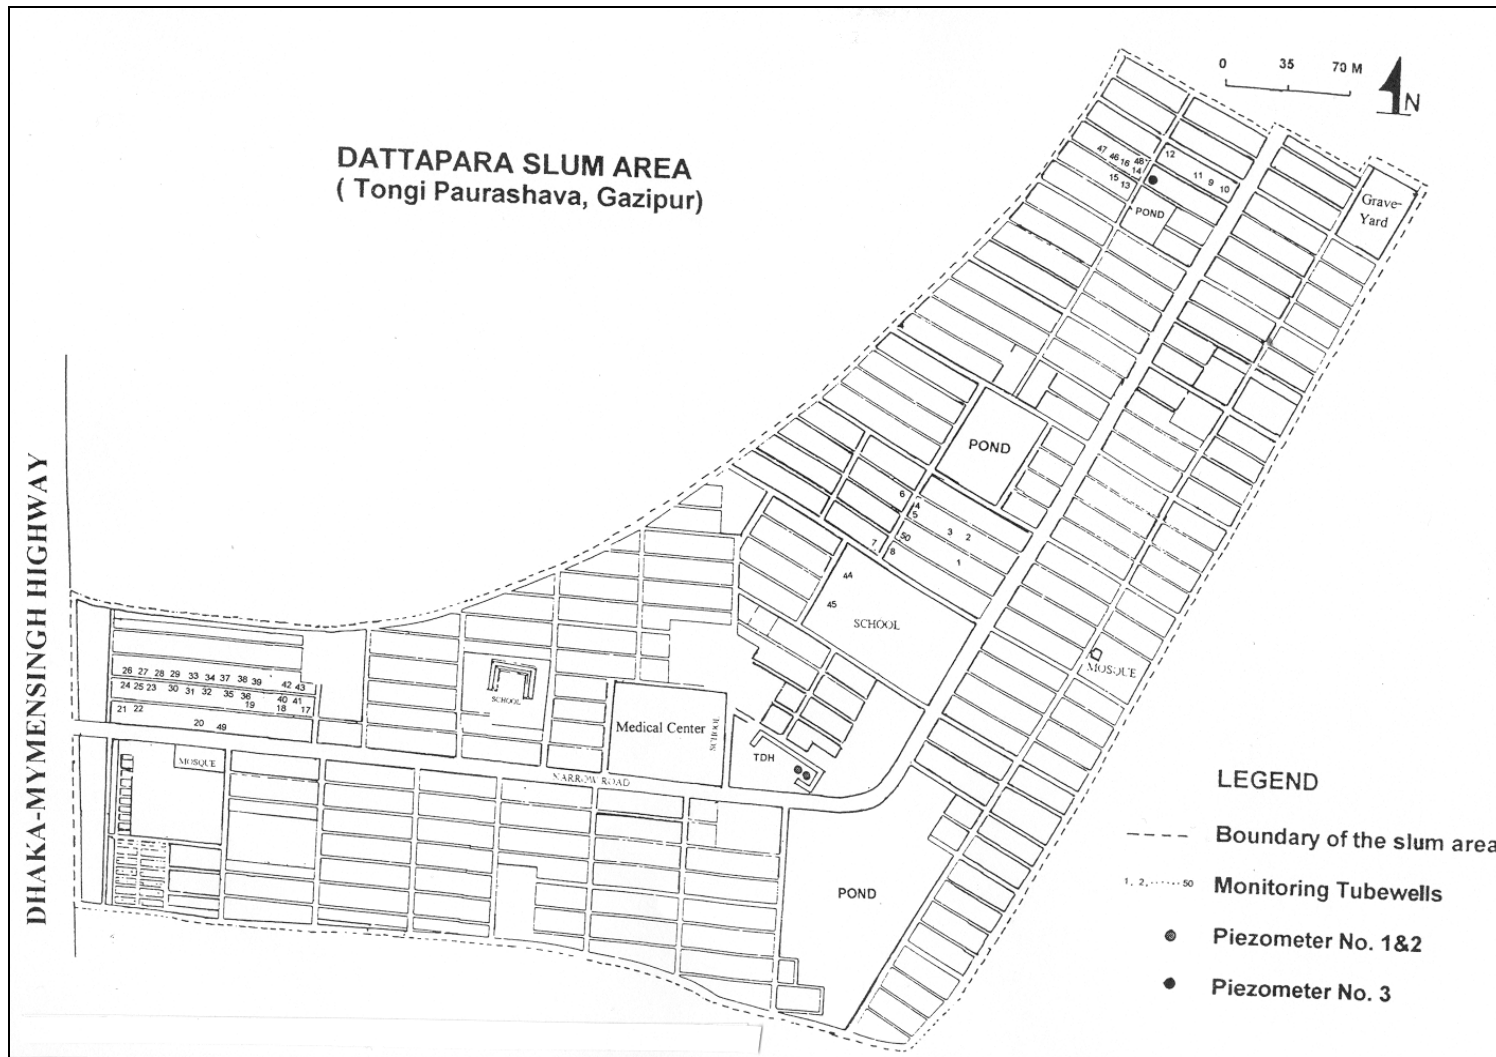 0 35 70 M
N
DATTAPARA SLUM AREA
( Tongi Paurashava, Gazipur)
47 46 16 48 12
14
15 13
11 9 10
Grave-
Yard
POND
POND
6
4
5
3 2
50
7 8
1
44
45
SCHOOL
MOSQUE
DHAKA-MYMENSINGH HIGHWAY
26 27 28 29 33 34 37 38 39 42 43
24 25 23 30 31 32 35 36 40 41
19 18 17
21 22
20 49
SCHOOL
Medical Center
SCHOOL
TDH
MOSQUE
NARROW ROAD
POND
LEGEND
Boundary of the slum area
1, 2,······· 50 Monitoring Tubewells
Piezometer No. 1&2
Piezometer No. 3